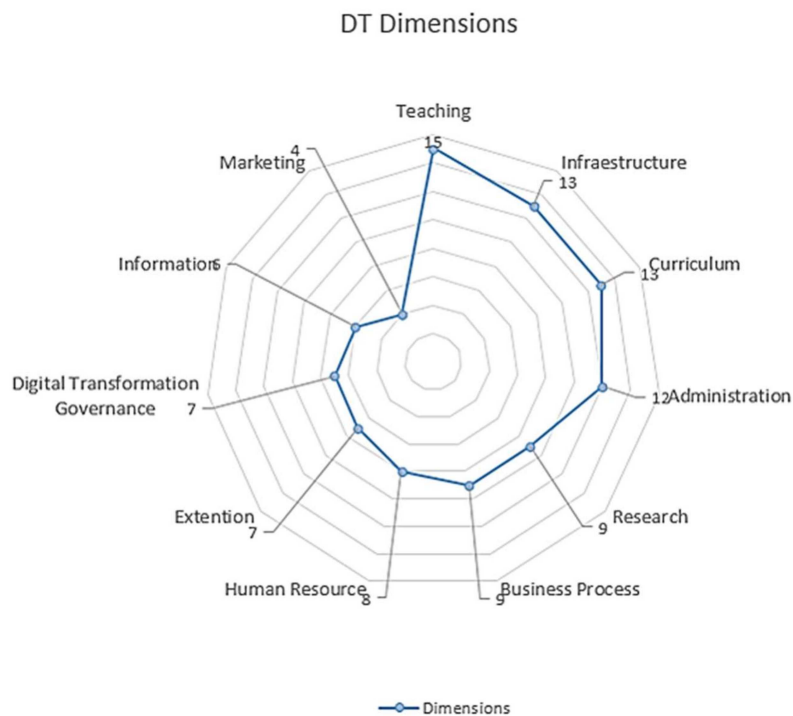 DT Dimensions
Teaching
15
Infraestructure
13
Curriculum
13
Administration
12
Research
9
Business Process
9
Human Resource
8
Extention
7
Digital Transformation
Governance
7
Information
6
Marketing
4
Dimensions